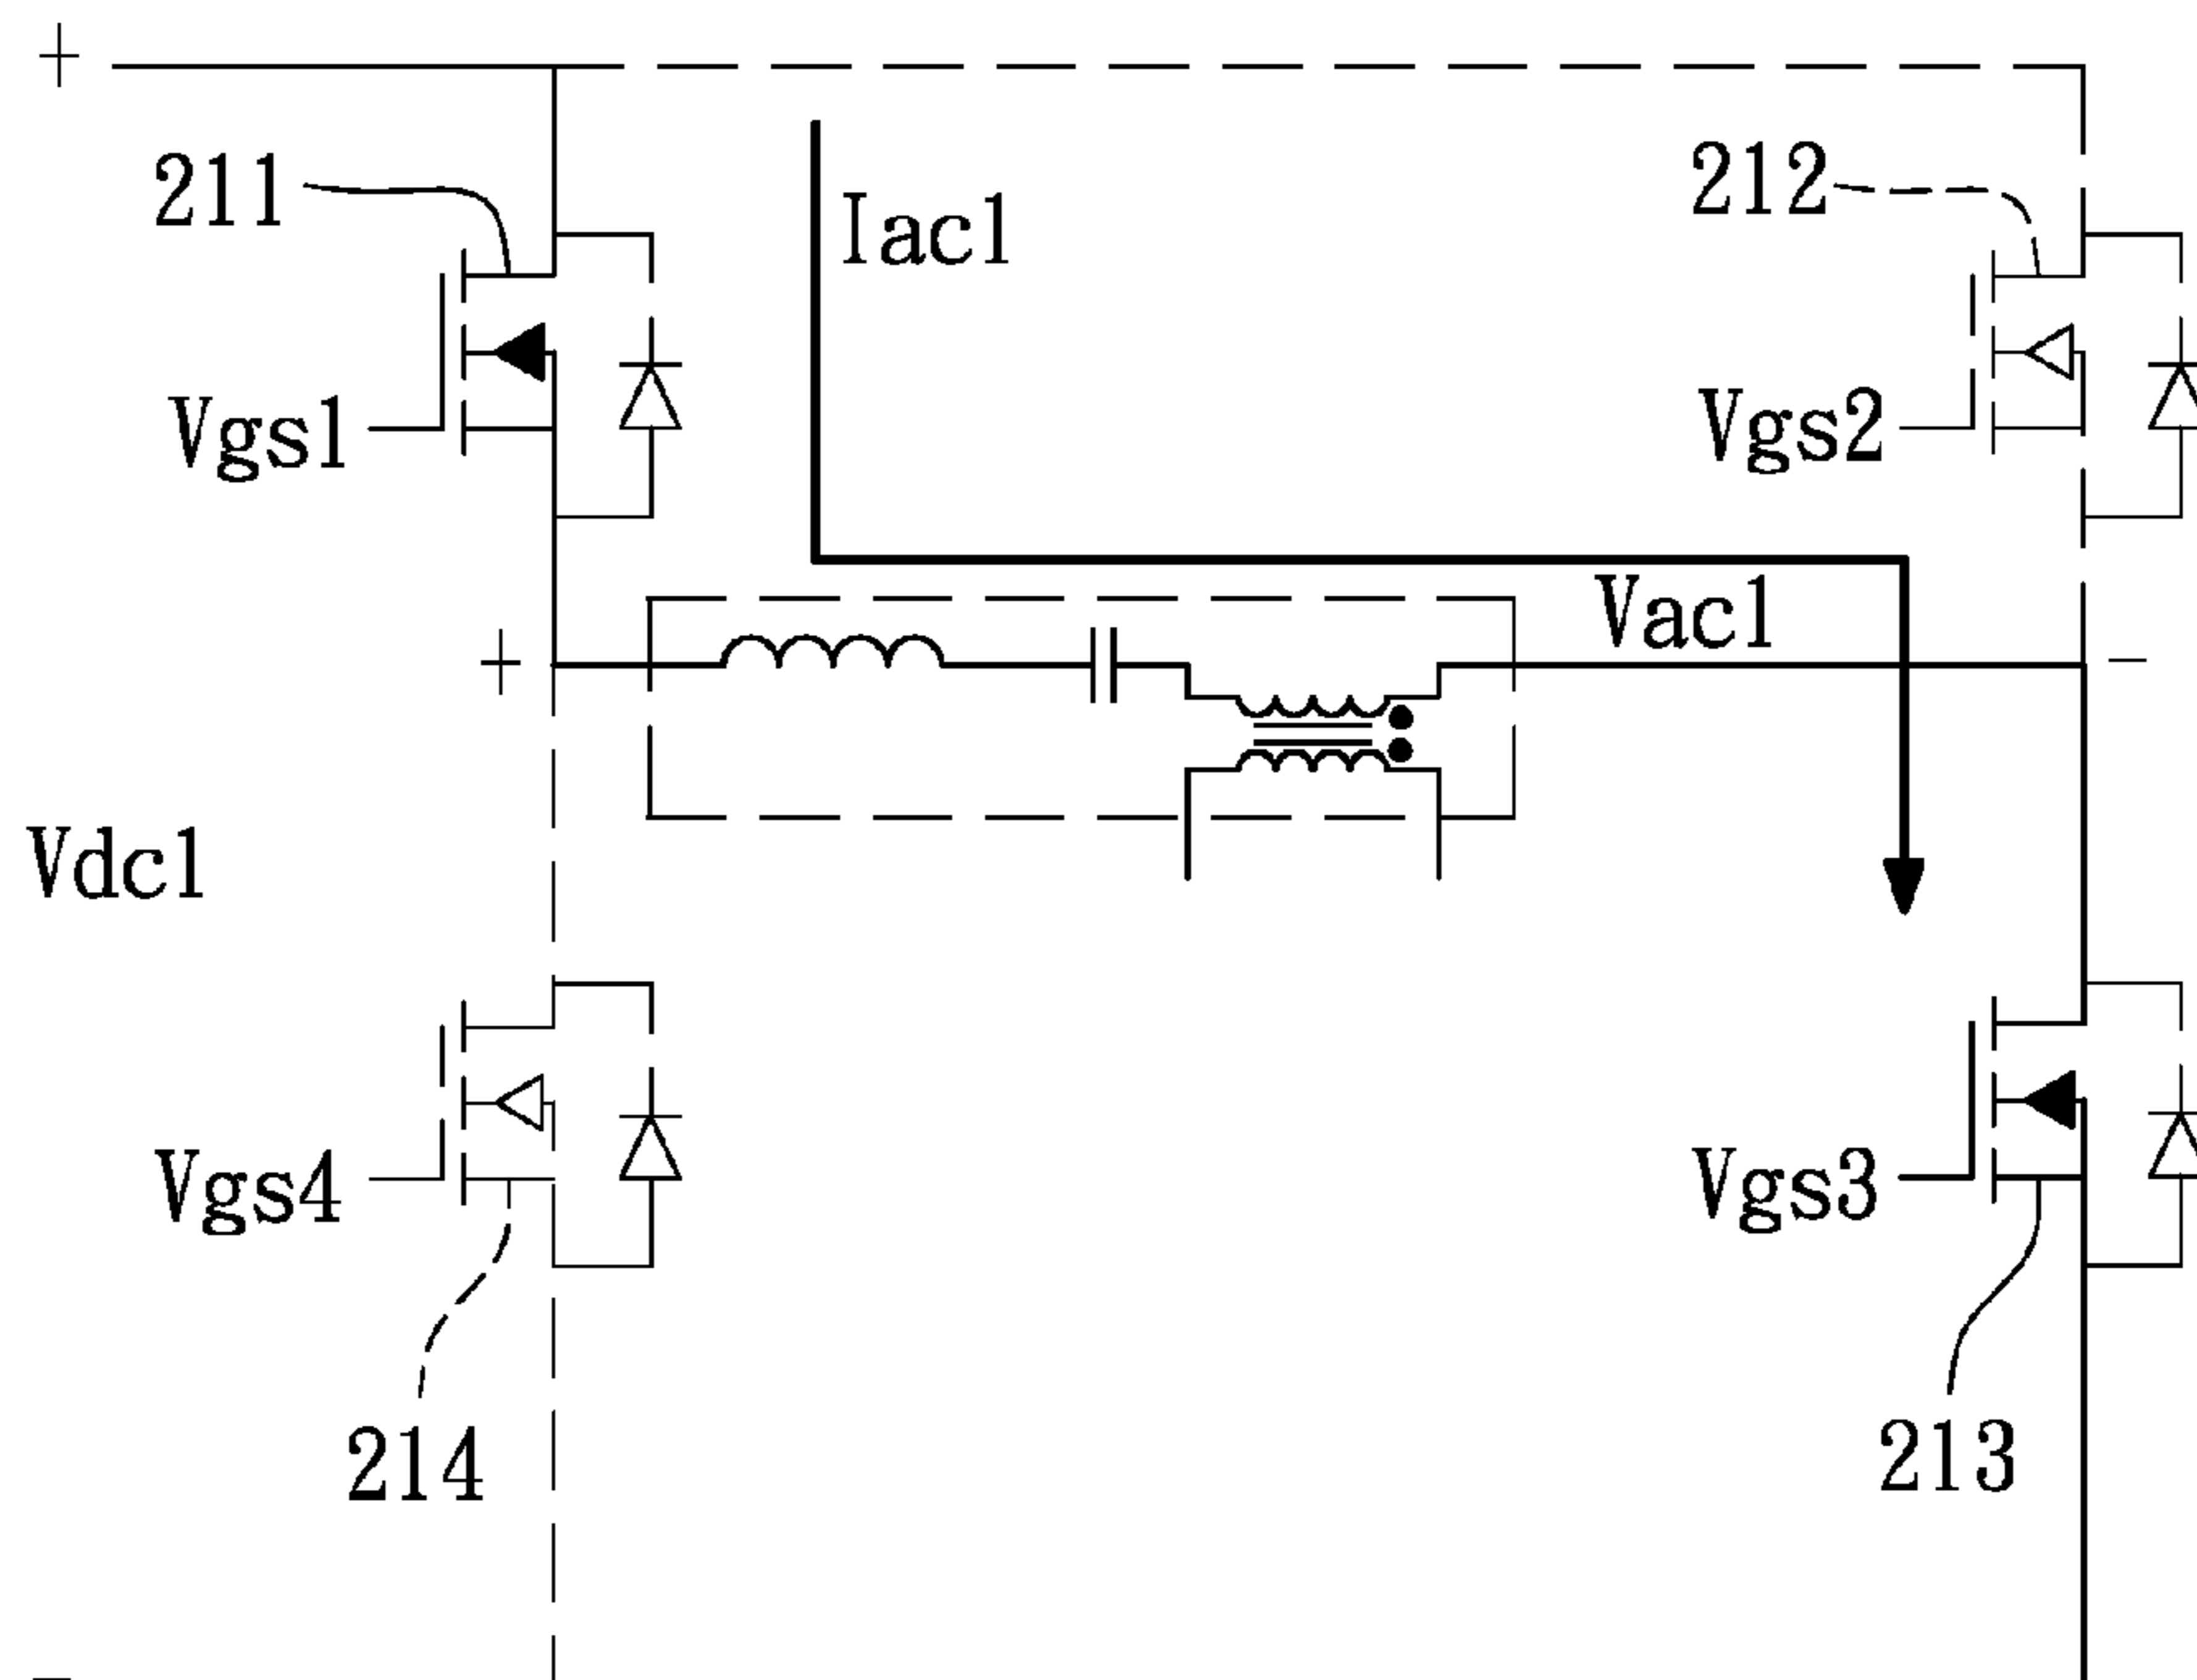 +
211
Iac1
212
Vgs1
Vgs2
Vac1
+
−
Vdc1
Vgs4
Vgs3
214
213
−